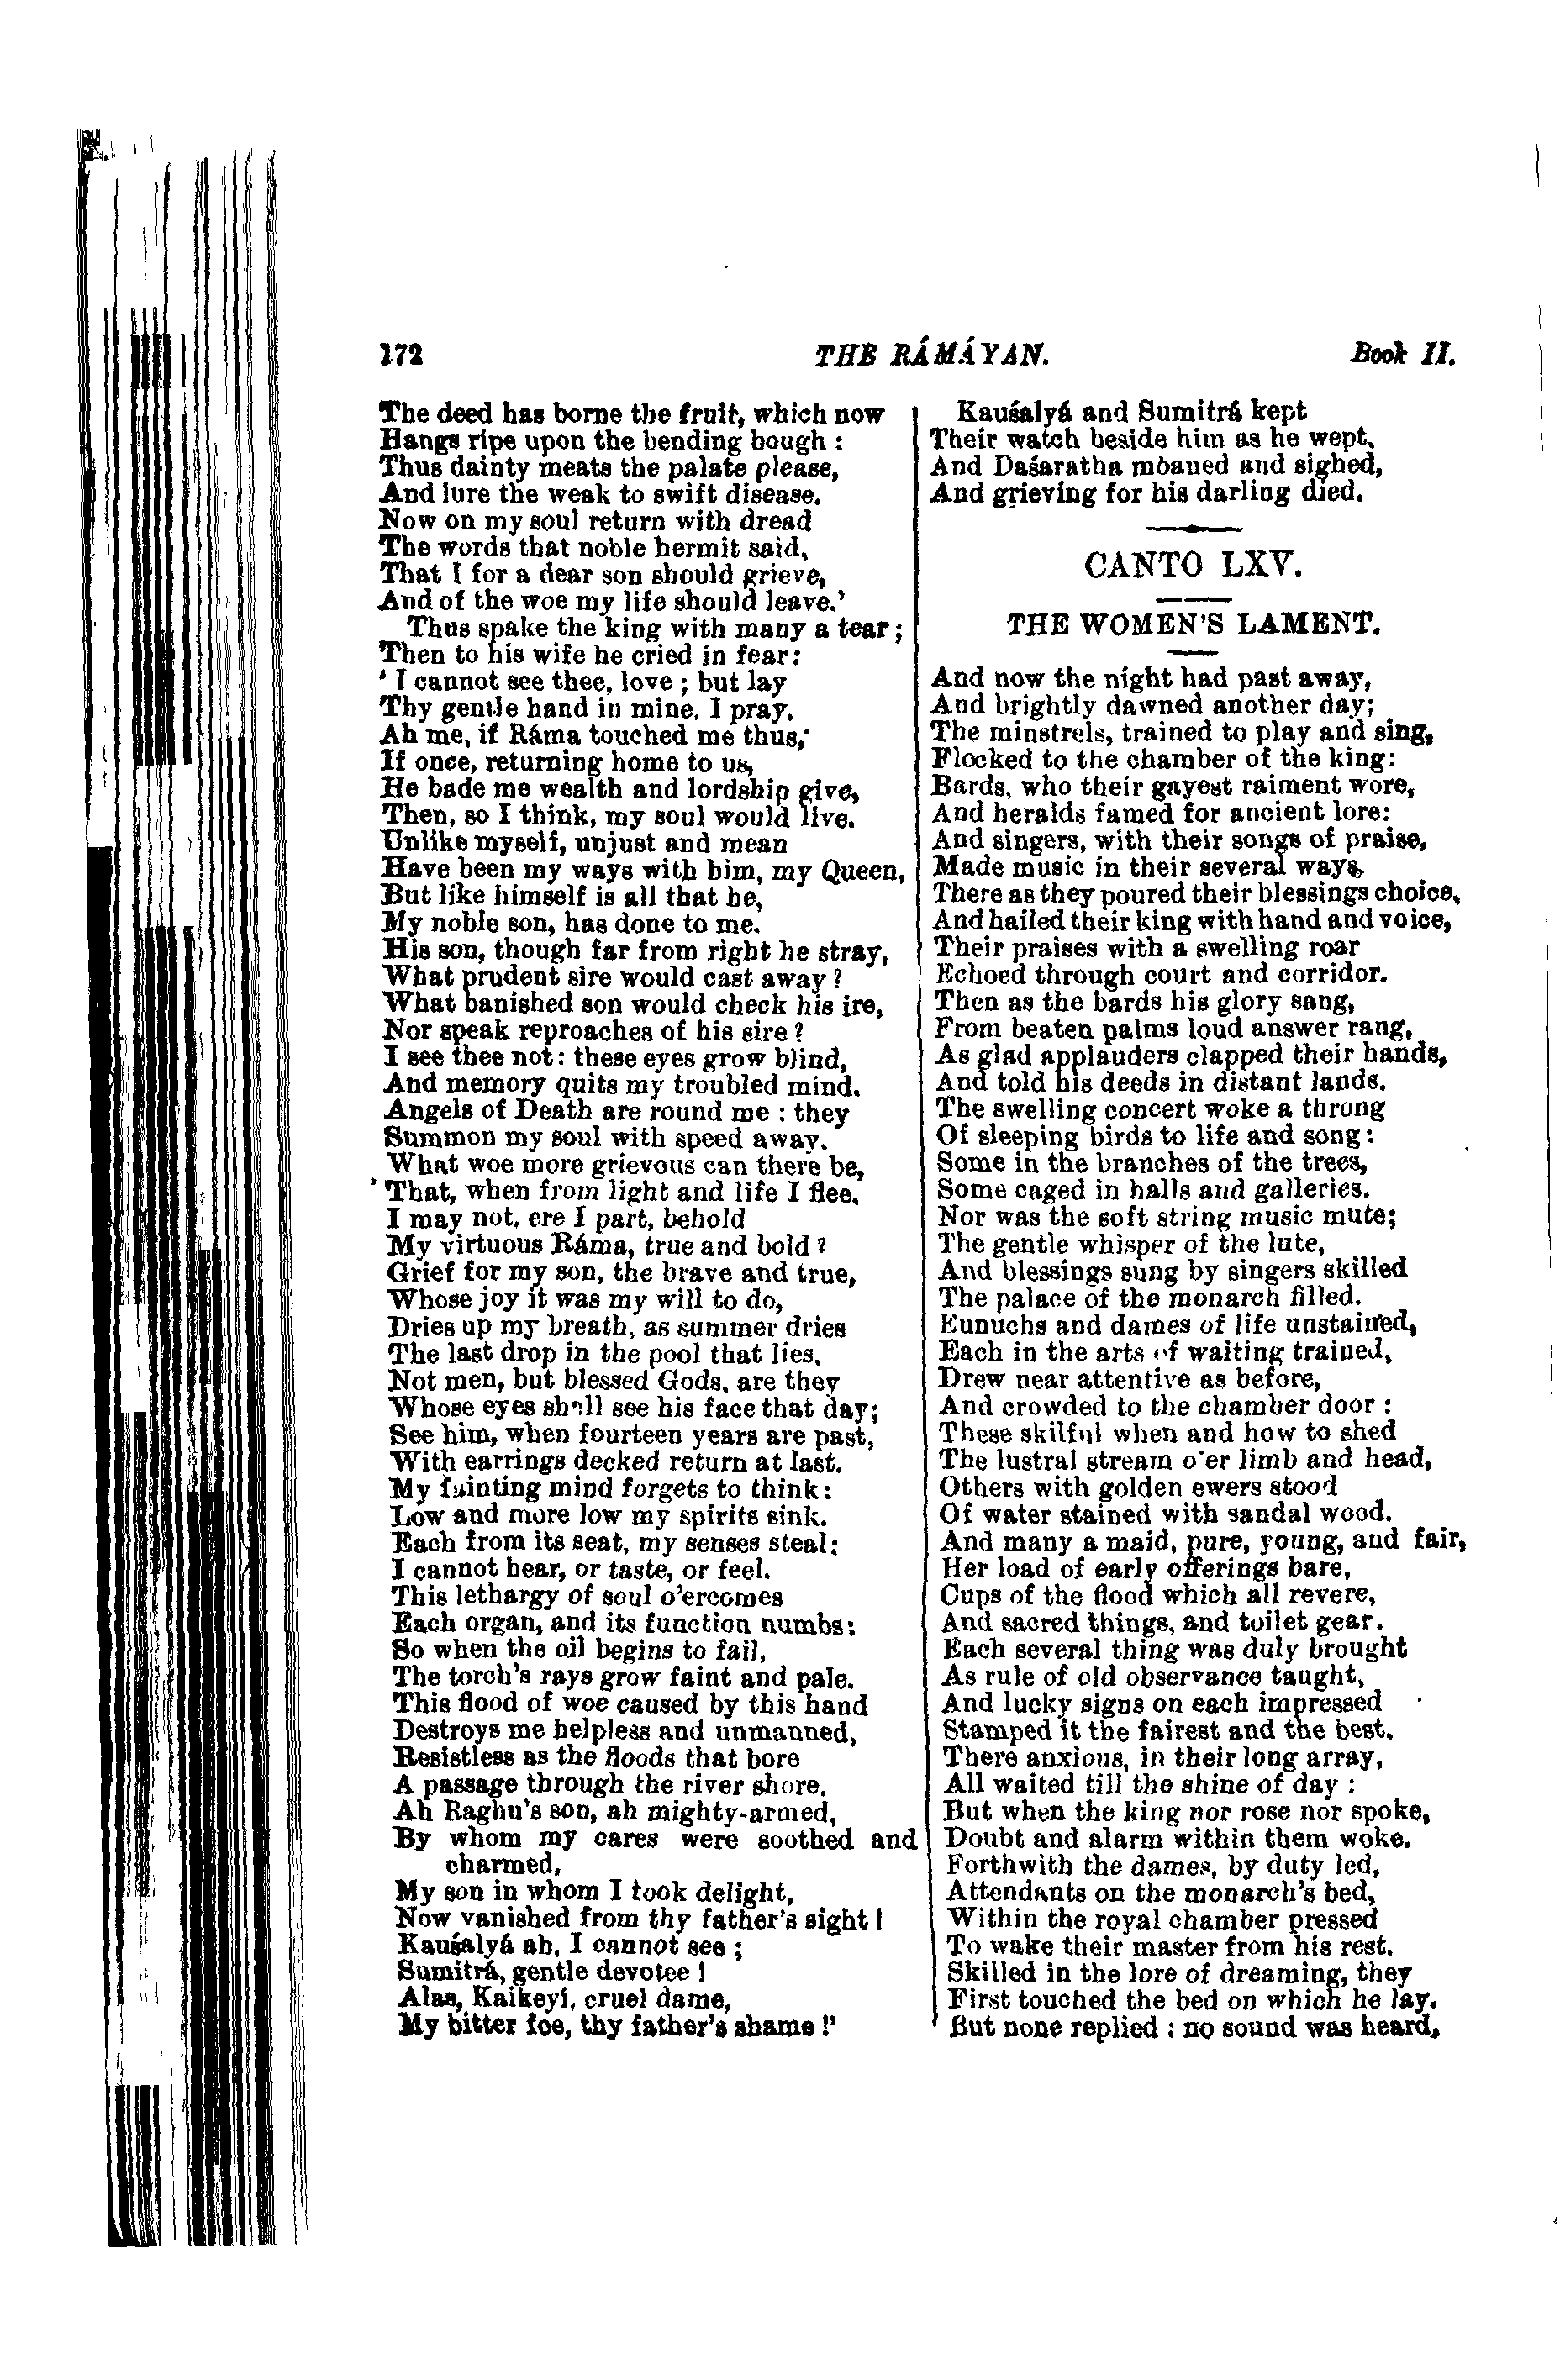 172
THE RÁMÁYAN.
Book II.
The deed has borne the fruit, which now
Hangs ripe upon the bending bough :
Thus dainty meats the palate please,
And lure the weak to swift disease.
Now on my soul return with dread
The words that noble hermit said,
That I for a dear son should grieve,
And of the woe my life should leave.'
Thus spake the king with many a tear ;
Then to his wife he cried in fear:
' I cannot see thee, love ; but lay
Thy gentle hand in mine, I pray.
Ah me, if Ráma touched me thus,
If once, returning home to us,
He bade me wealth and lordship give,
Then, so I think, my soul would live.
Unlike myself, unjust and mean
Have been my ways with him, my Queen,
But like himself is all that he,
My noble son, has done to me.
His son, though far from right he stray,
What prudent sire would cast away ?
What banished son would check his ire,
Nor speak reproaches of his sire ?
I see thee not: these eyes grow blind,
And memory quits my troubled mind.
Angels of Death are round me : they
Summon my soul with speed away.
What woe more grievous can there be,
That, when from light and life I flee,
I may not, ere I part, behold
My virtuous Ráma, true and bold ?
Grief for my son, the brave and true,
Whose joy it was my will to do,
Dries up my breath, as summer dries
The last drop in the pool that lies.
Not men, but blessed Gods, are they
Whose eyes shall see his face that day;
See him, when fourteen years are past,
With earrings decked return at last.
My fainting mind forgets to think:
Low and more low my spirits sink.
Each from its seat, my senses steal:
I cannot hear, or taste, or feel.
This lethargy of soul o'ercomes
Each organ, and its function numbs:
So when the oil begins to fail,
The torch's rays grow faint and pale.
This flood of woe caused by this hand
Destroys me helpless and unmanned,
Resistless as the floods that bore
A passage through the river shore.
Ah Raghu's son, ah mighty-armed,
By whom my cares were soothed and
charmed,
My son in whom I took delight,
Now vanished from thy father's sight !
Kauśalyá ah, I cannot see ;
Sumitrá, gentle devotee !
Alas, Kaikeyí, cruel dame,
My bitter foe, thy father's shame !'
Kauśalyá and Sumitrá kept
Their watch beside him as he wept,
And Daśaratha moaned and sighed,
And grieving for his darling died.
CANTO LXV.
THE WOMEN'S LAMENT.
And now the night had past away,
And brightly dawned another day;
The minstrels, trained to play and sing,
Flocked to the chamber of the king:
Bards, who their gayest raiment wore,
And heralds famed for ancient lore:
And singers, with their songs of praise,
Made music in their several ways.
There as they poured their blessings choice,
And hailed their king with hand and voice,
Their praises with a swelling roar
Echoed through court and corridor.
Then as the bards his glory sang,
From beaten palms loud answer rang,
As glad applauders clapped their hands,
And told his deeds in distant lands.
The swelling concert woke a throng
Of sleeping birds to life and song:
Some in the branches of the trees,
Some caged in halls and galleries.
Nor was the soft string music mute;
The gentle whisper of the lute,
And blessings sung by singers skilled
The palace of the monarch filled.
Eunuchs and dames of life unstained,
Each in the arts of waiting trained,
Drew near attentive as before,
And crowded to the chamber door :
These skilful when and how to shed
The lustral stream o'er limb and head,
Others with golden ewers stood
Of water stained with sandal wood.
And many a maid, pure, young, and fair,
Her load of early offerings bare,
Cups of the flood which all revere,
And sacred things, and toilet gear.
Each several thing was duly brought
As rule of old observance taught,
And lucky signs on each impressed
Stamped it the fairest and the best.
There anxious, in their long array,
All waited till the shine of day :
But when the king nor rose nor spoke,
Doubt and alarm within them woke.
Forthwith the dames, by duty led,
Attendants on the monarch's bed,
Within the royal chamber pressed
To wake their master from his rest.
Skilled in the lore of dreaming, they
First touched the bed on which he lay.
But none replied ; no sound was heard,